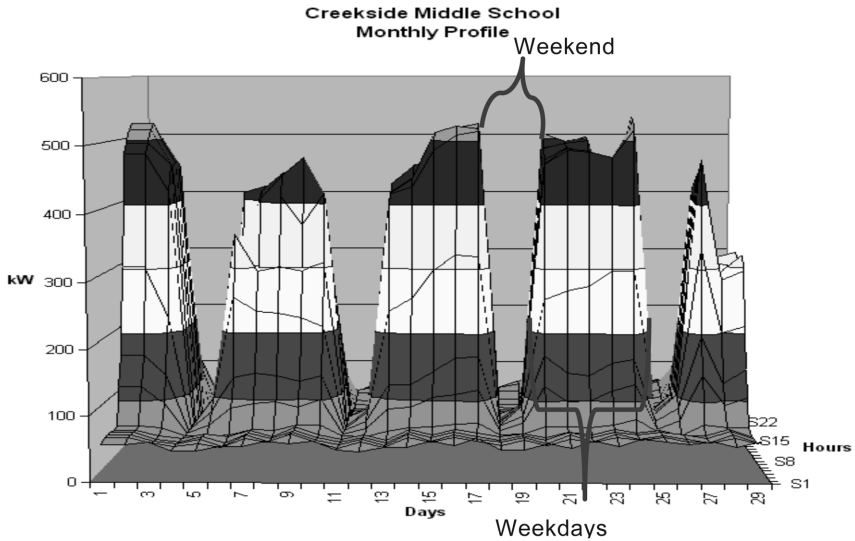 Creekside Middle School
Monthly Profile
Weekend
600
500
400
300
200
100
0
kW
S22
S15
S8
S1
Hours
1 3 5 7 9 11 13 15 17 19 21 23 25 27 29
Days
Weekdays